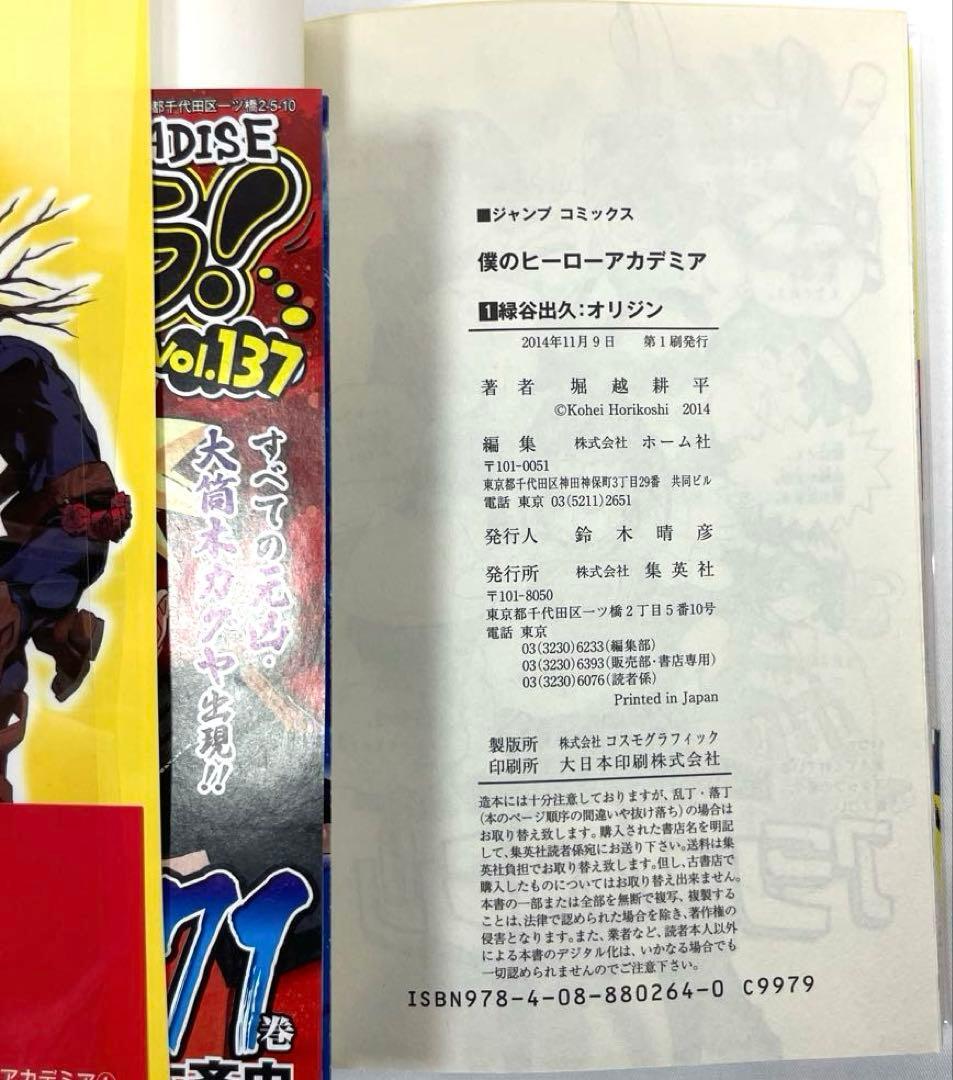 都千代田区一ツ橋2-5-10
ADISE
ラ!
vol.137
すべての元凶・
大筒木カグヤ出現!!
71巻
アカデミア①
■ジャンプ コミックス
僕のヒーローアカデミア
1緑谷出久:オリジン
2014年11月9日 第1刷発行
著者 堀越耕平
©Kohei Horikoshi 2014
編集 株式会社 ホーム社
〒101-0051
東京都千代田区神田神保町3丁目29番 共同ビル
電話 東京 03(5211)2651
発行人 鈴木晴彦
発行所 株式会社 集英社
〒101-8050
東京都千代田区一ツ橋2丁目5番10号
電話 東京
03(3230)6233(編集部)
03(3230)6393(販売部・書店専用)
03(3230)6076(読者係)
Printed in Japan
製版所 株式会社 コスモグラフィック
印刷所 大日本印刷株式会社
造本には十分注意しておりますが、乱丁・落丁
(本のページ順序の間違いや抜け落ち)の場合は
お取り替え致します。購入された書店名を明記
して、集英社読者係宛にお送り下さい。送料は集
英社負担でお取り替え致します。但し、古書店で
購入したものについてはお取り替え出来ません。
本書の一部または全部を無断で複写、複製する
ことは、法律で認められた場合を除き、著作権の
侵害となります。また、業者など、読者本人以外
による本書のデジタル化は、いかなる場合でも
一切認められませんのでご注意下さい。
ISBN978-4-08-880264-0 C9979